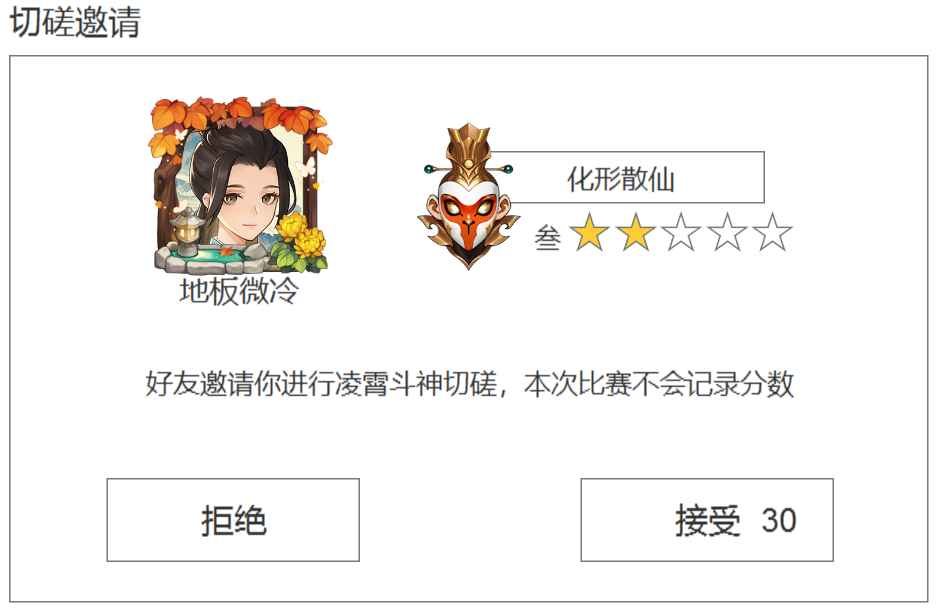 切磋邀请
化形散仙
叁
地板微冷
好友邀请你进行凌霄斗神切磋，本次比赛不会记录分数
拒绝
接受 30